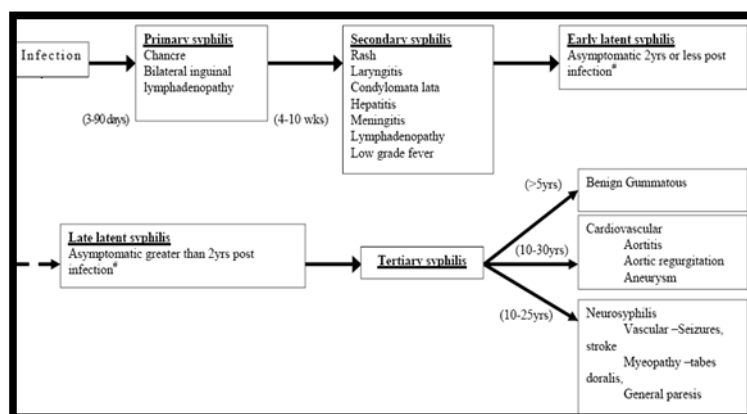 Infection
Primary syphilis
Chancre
Bilateral inguinal
lymphadenopathy
(3-90days)
(4-10 wks)
Secondary syphilis
Rash
Laryngitis
Condylomata lata
Hepatitis
Meningitis
Lymphadenopathy
Low grade fever
Early latent syphilis
Asymptomatic 2yrs or less post
infection#
Late latent syphilis
Asymptomatic greater than 2yrs post
infection#
Tertiary syphilis
(>5yrs)
(10-30yrs)
(10-25yrs)
Benign Gummatous
Cardiovascular
Aortitis
Aortic regurgitation
Aneurysm
Neurosyphilis
Vascular –Seizures,
stroke
Myeopathy –tabes
doralis,
General paresis